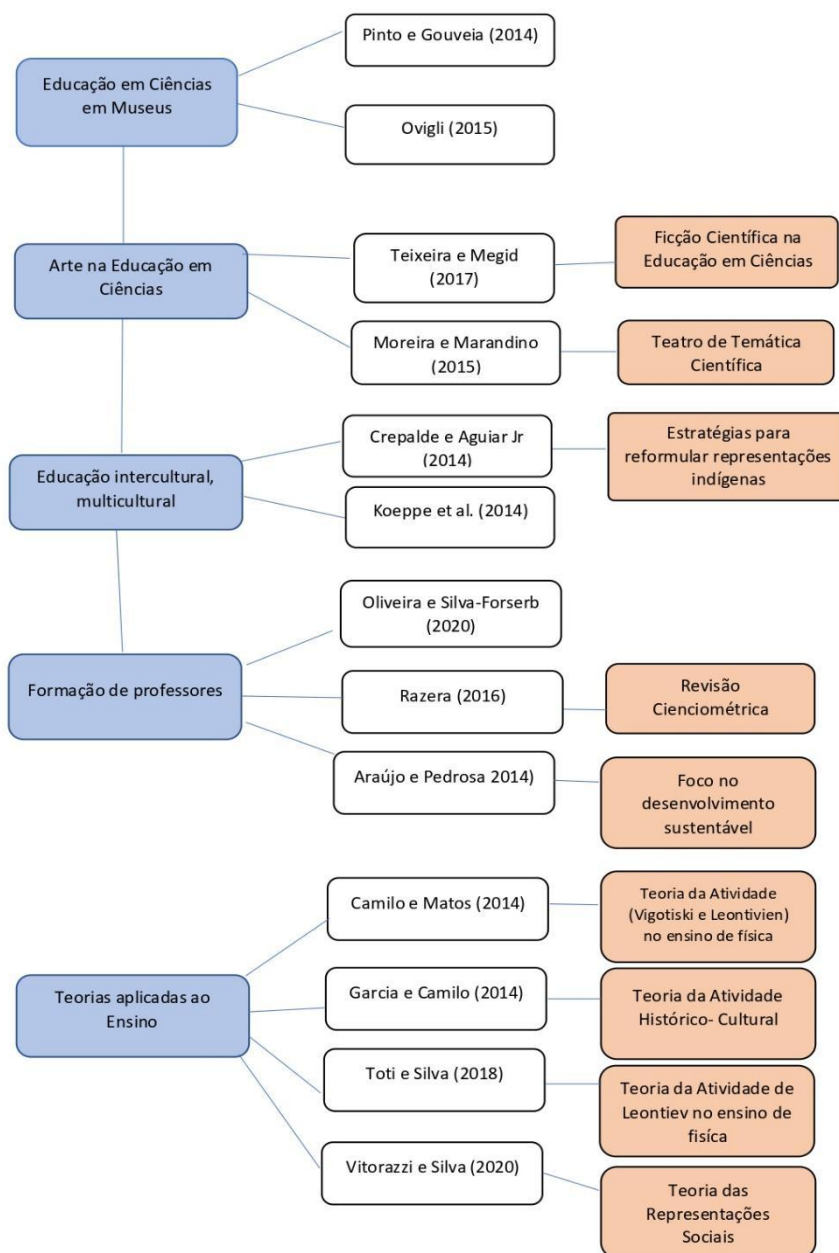 Educação em Ciências
em Museus
Pinto e Gouveia (2014)
Ovigli (2015)
Arte na Educação em
Ciências
Teixeira e Megid
(2017)
Ficção Científica na
Educação em Ciências
Moreira e Marandino
(2015)
Teatro de Temática
Científica
Educação intercultural,
multicultural
Crepalde e Aguiar Jr
(2014)
Estratégias para
reformular representações
indígenas
Koeppe et al. (2014)
Formação de professores
Oliveira e Silva-Forserb
(2020)
Razera (2016)
Revisão
Cienciométrica
Araújo e Pedrosa 2014)
Foco no
desenvolvimento
sustentável
Teorias aplicadas ao
Ensino
Camilo e Matos (2014)
Teoria da Atividade
(Vigotiski e Leontivien)
no ensino de física
Garcia e Camilo (2014)
Teoria da Atividade
Histórico- Cultural
Toti e Silva (2018)
Teoria da Atividade de
Leontiev no ensino de
fisíca
Vitorazzi e Silva (2020)
Teoria das
Representações
Sociais